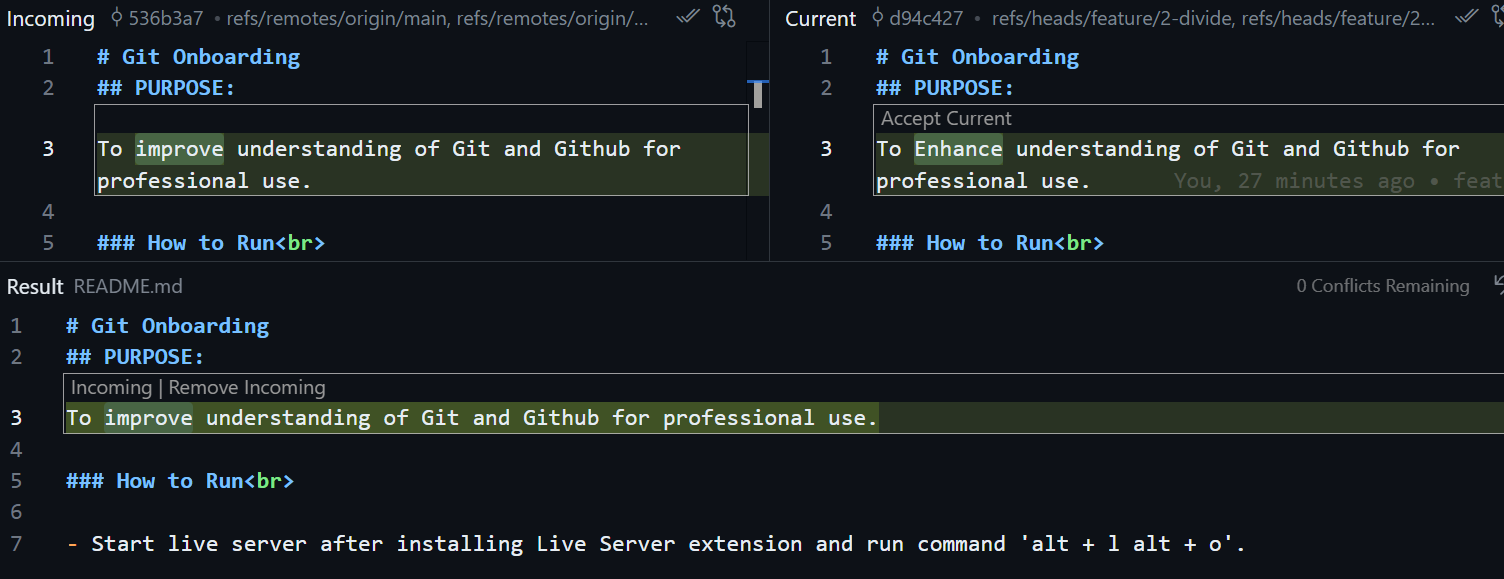 Incoming 536b3a7 • refs/remotes/origin/main, refs/remotes/origin/...
1 # Git Onboarding
2 ## PURPOSE:
3 To improve understanding of Git and Github for
professional use.
4
5 ### How to Run<br>
Current d94c427 • refs/heads/feature/2-divide, refs/heads/feature/2...
1 # Git Onboarding
2 ## PURPOSE:
Accept Current
3 To Enhance understanding of Git and Github for
professional use. You, 27 minutes ago • feat
4
5 ### How to Run<br>
Result README.md 0 Conflicts Remaining
1 # Git Onboarding
2 ## PURPOSE:
Incoming | Remove Incoming
3 To improve understanding of Git and Github for professional use.
4
5 ### How to Run<br>
6
7 - Start live server after installing Live Server extension and run command 'alt + l alt + o'.